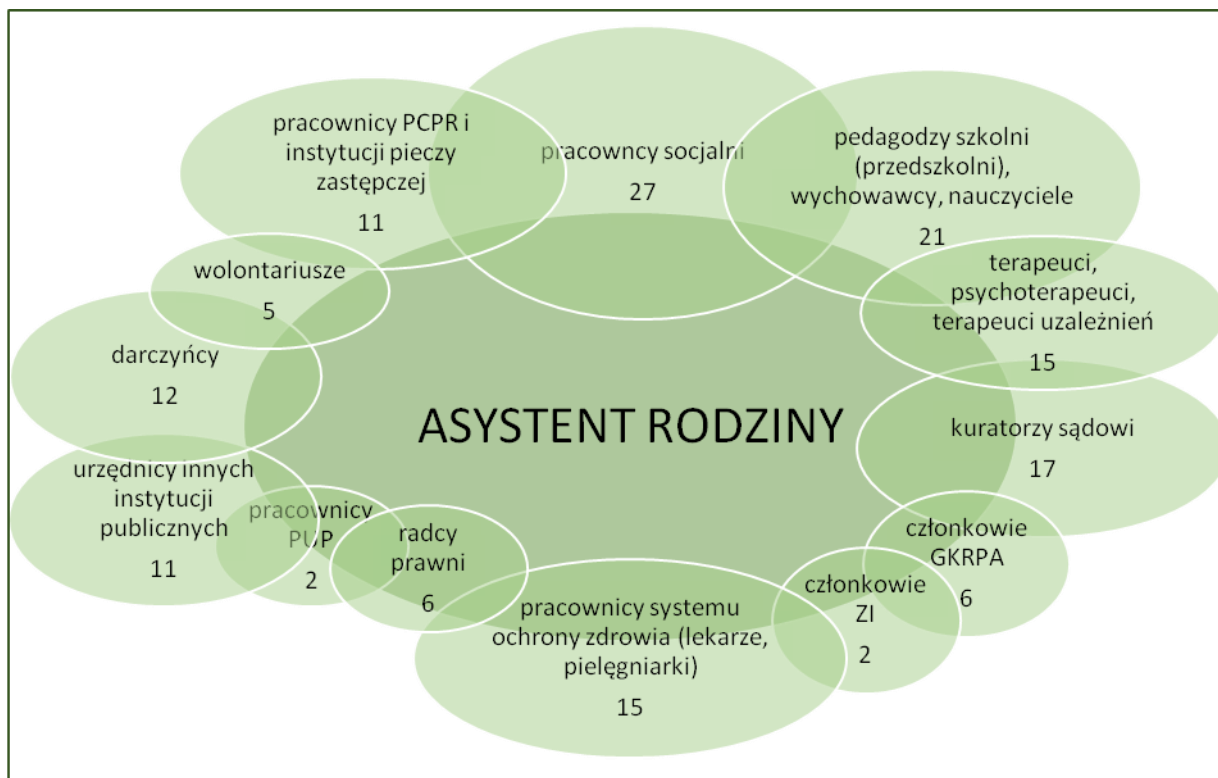 pracownicy PCPR i
instytucji pieczy
zastępczej
11
pracowncy socjalni
27
pedagodzy szkolni
(przedszkolni),
wychowawcy, nauczyciele
21
wolontariusze
5
terapeuci,
psychoterapeuci,
terapeuci uzależnień
15
darczyńcy
12
ASYSTENT RODZINY
kuratorzy sądowi
17
urzędnicy innych
instytucji
publicznych
11
pracownicy
PUP
2
radcy
prawni
6
pracownicy systemu
ochrony zdrowia (lekarze,
pielęgniarki)
15
członkowie
ZI
2
członkowie
GKRPA
6